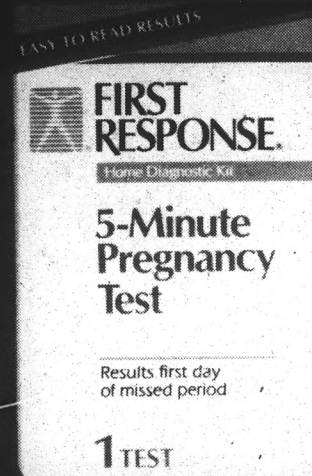 EASY TO READ RESULTS
FIRST
RESPONSE.
Home Diagnostic Kit
5-Minute
Pregnancy
Test
Results first day
of missed period
1 TEST